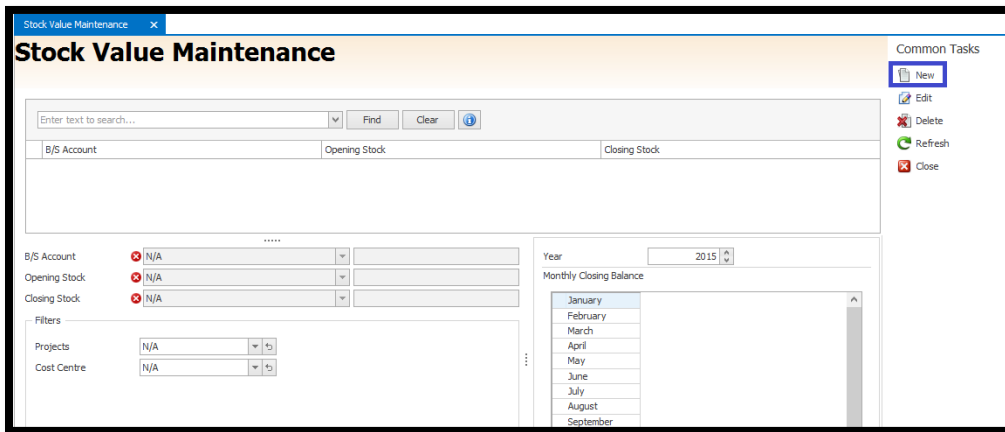 Stock Value Maintenance
Stock Value Maintenance
Common Tasks
New
Edit
Delete
Refresh
Close
Enter text to search...
Find
Clear
B/S Account Opening Stock Closing Stock
B/S Account N/A
Opening Stock N/A
Closing Stock N/A
Filters
Projects N/A
Cost Centre N/A
Year 2015
Monthly Closing Balance
January
February
March
April
May
June
July
August
September